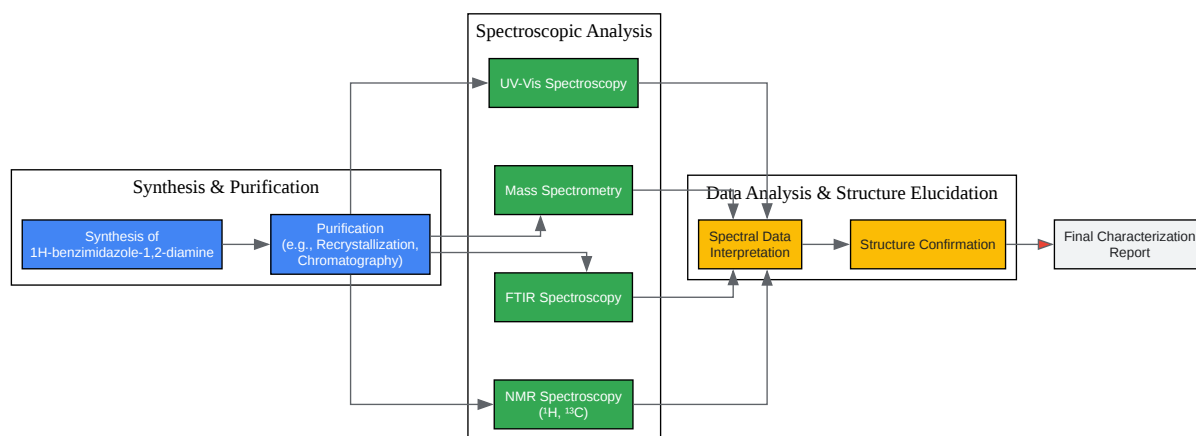 Spectroscopic Analysis
UV-Vis Spectroscopy
Mass Spectrometry
FTIR Spectroscopy
NMR Spectroscopy
(¹H, ¹³C)
Synthesis & Purification
Synthesis of
1H-benzimidazole-1,2-diamine
Purification
(e.g., Recrystallization,
Chromatography)
Data Analysis & Structure Elucidation
Spectral Data
Interpretation
Structure Confirmation
Final Characterization
Report